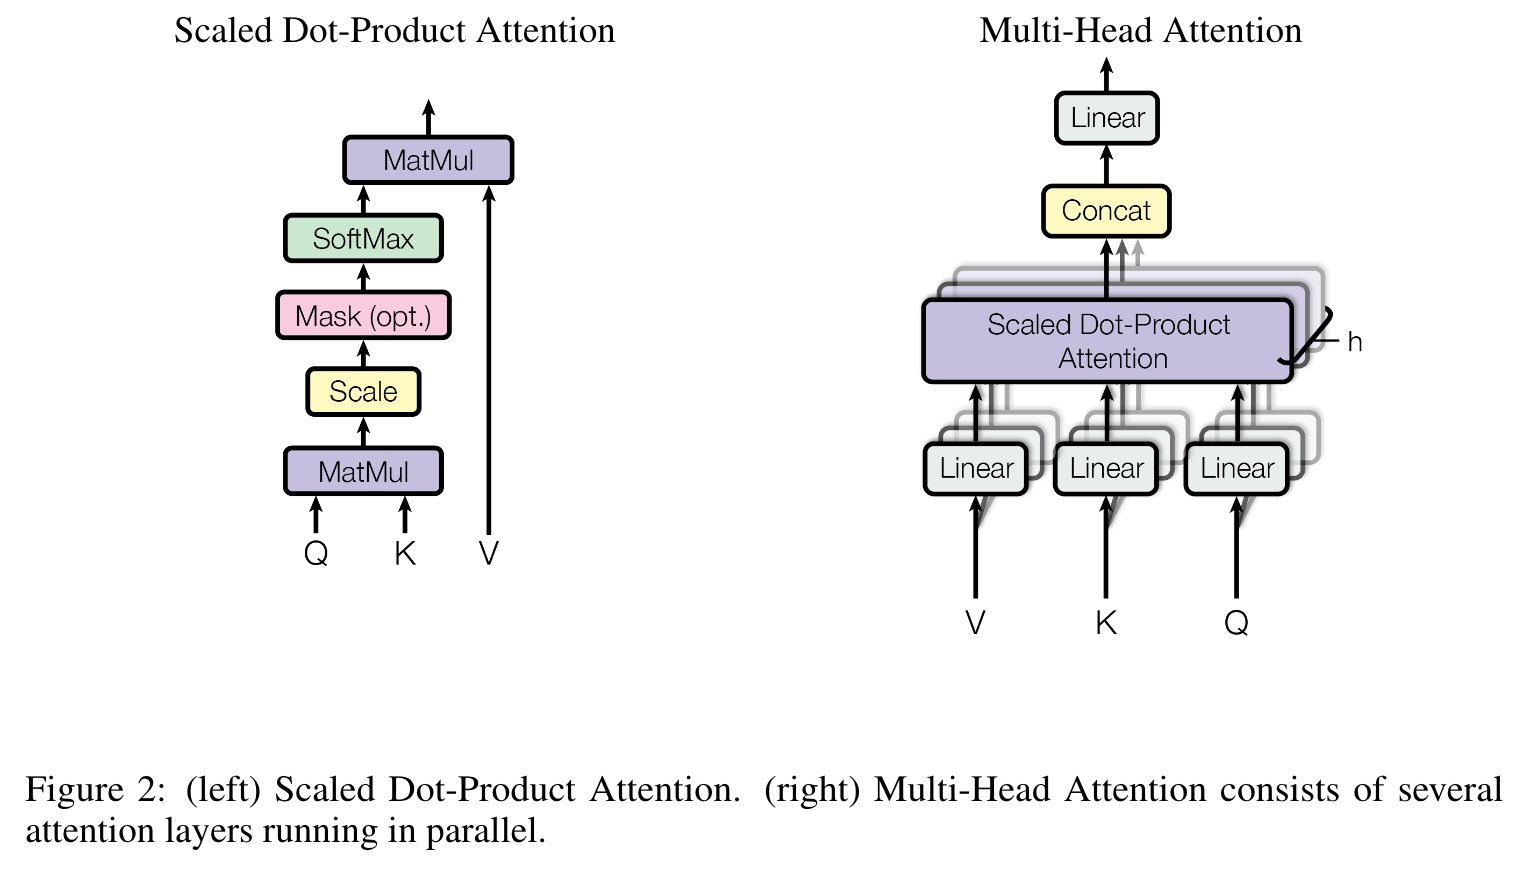 Scaled Dot-Product Attention
MatMul
SoftMax
Mask (opt.)
Scale
MatMul
Q K V
Multi-Head Attention
Linear
Concat
Scaled Dot-Product
Attention
h
Linear Linear Linear
V K Q
Figure 2: (left) Scaled Dot-Product Attention. (right) Multi-Head Attention consists of several
attention layers running in parallel.